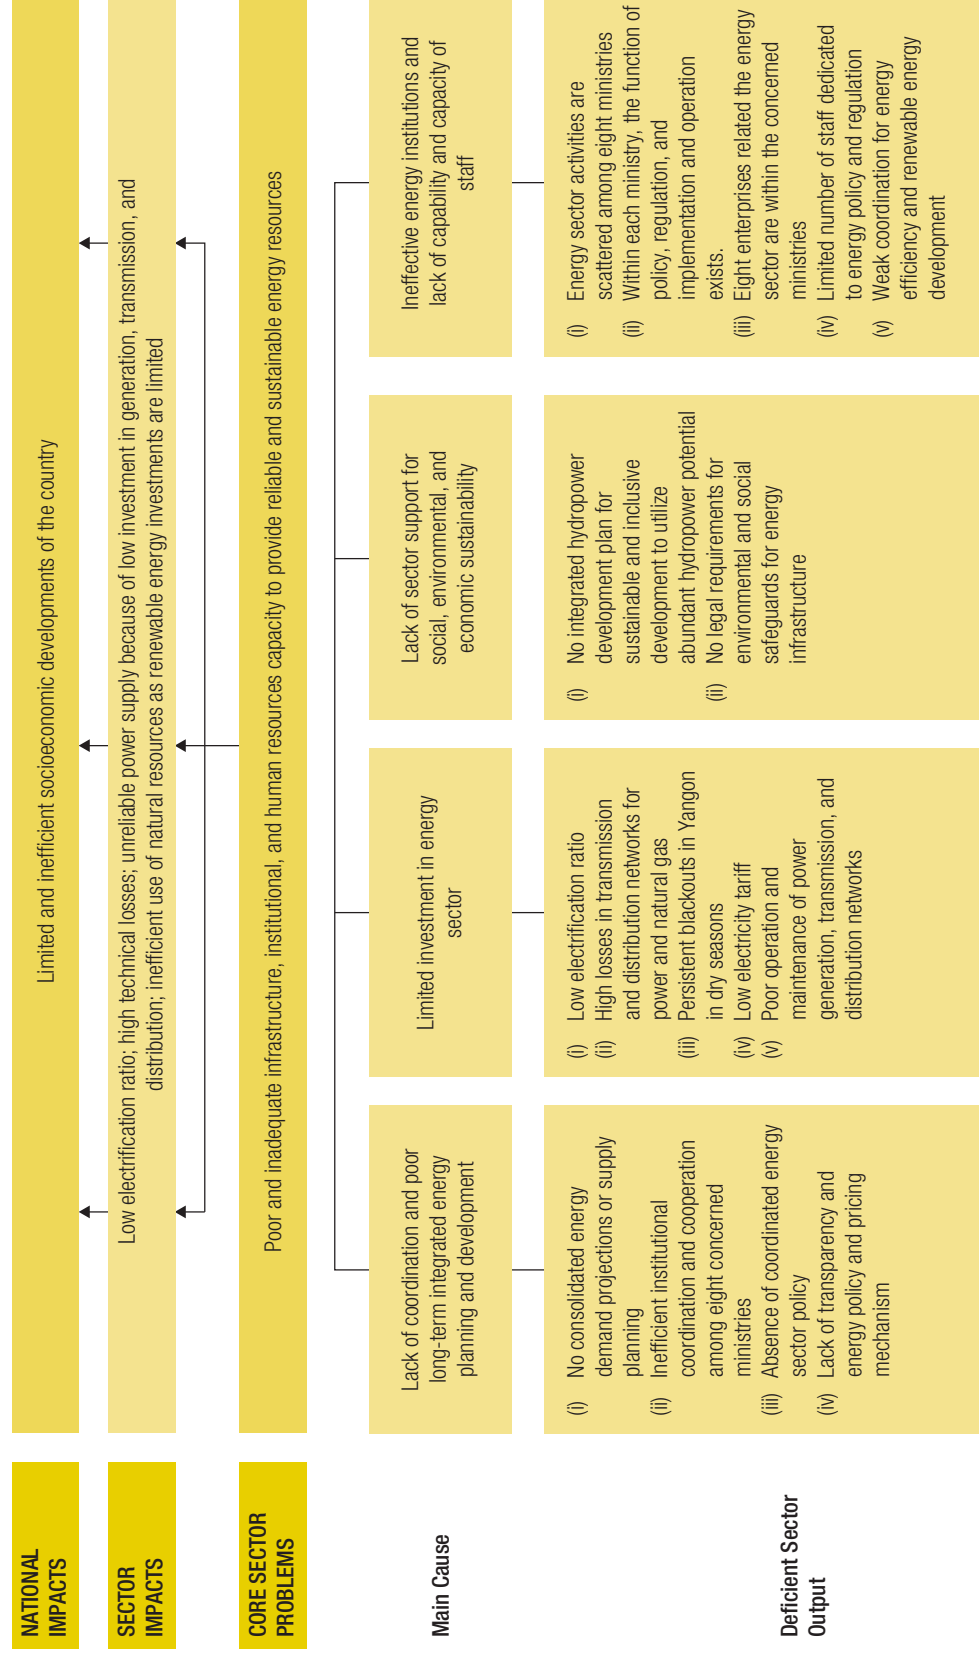 NATIONAL
IMPACTS
Limited and inefficient socioeconomic developments of the country
SECTOR
IMPACTS
Low electrification ratio; high technical losses; unreliable power supply because of low investment in generation, transmission, and
distribution; inefficient use of natural resources as renewable energy investments are limited
CORE SECTOR
PROBLEMS
Poor and inadequate infrastructure, institutional, and human resources capacity to provide reliable and sustainable energy resources
Main Cause
Lack of coordination and poor
long-term integrated energy
planning and development
Limited investment in energy
sector
Lack of sector support for
social, environmental, and
economic sustainability
Ineffective energy institutions and
lack of capability and capacity of
staff
Deficient Sector
Output
(i) No consolidated energy
demand projections or supply
planning
(ii) Inefficient institutional
coordination and cooperation
among eight concerned
ministries
(iii) Absence of coordinated energy
sector policy
(iv) Lack of transparency and
energy policy and pricing
mechanism
(i) Low electrification ratio
(ii) High losses in transmission
and distribution networks for
power and natural gas
(iii) Persistent blackouts in Yangon
in dry seasons
(iv) Low electricity tariff
(v) Poor operation and
maintenance of power
generation, transmission, and
distribution networks
(i) No integrated hydropower
development plan for
sustainable and inclusive
development to utilize
abundant hydropower potential
(ii) No legal requirements for
environmental and social
safeguards for energy
infrastructure
(i) Energy sector activities are
scattered among eight ministries
(ii) Within each ministry, the function of
policy, regulation, and
implementation and operation
exists.
(iii) Eight enterprises related the energy
sector are within the concerned
ministries
(iv) Limited number of staff dedicated
to energy policy and regulation
(v) Weak coordination for energy
efficiency and renewable energy
development